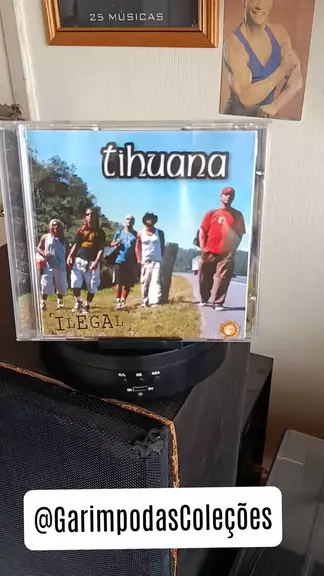 25 MÚSICAS
tihuana
ILEGAL
@GarimpodasColeções